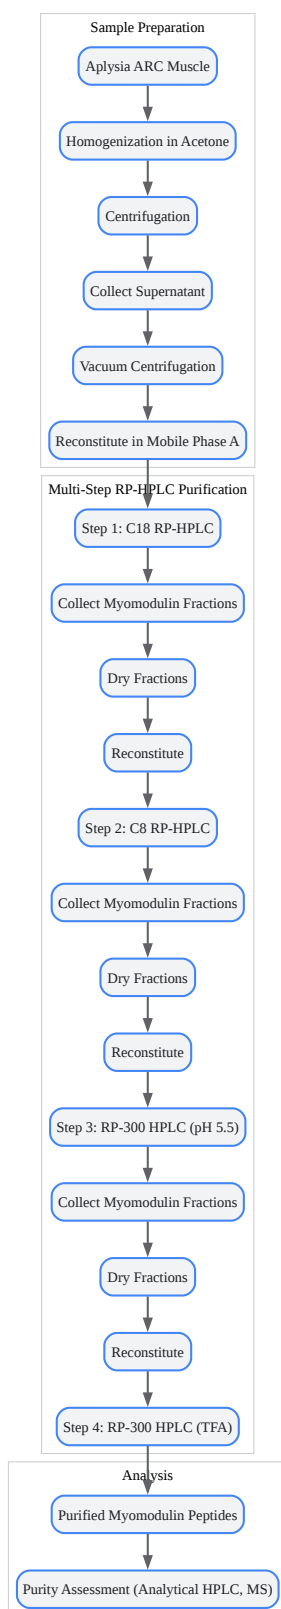 Sample Preparation
Aplysia ARC Muscle
Homogenization in Acetone
Centrifugation
Collect Supernatant
Vacuum Centrifugation
Reconstitute in Mobile Phase A
Multi-Step RP-HPLC Purification
Step 1: C18 RP-HPLC
Collect Myomodulin Fractions
Dry Fractions
Reconstitute
Step 2: C8 RP-HPLC
Collect Myomodulin Fractions
Dry Fractions
Reconstitute
Step 3: RP-300 HPLC (pH 5.5)
Collect Myomodulin Fractions
Dry Fractions
Reconstitute
Step 4: RP-300 HPLC (TFA)
Analysis
Purified Myomodulin Peptides
Purity Assessment (Analytical HPLC, MS)